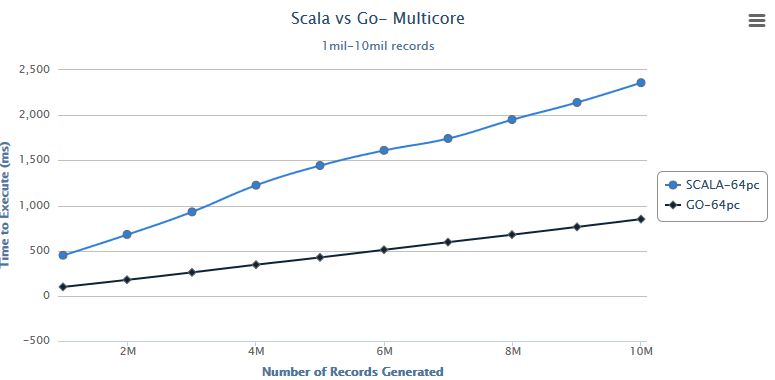 Scala vs Go- Multicore
1mil-10mil records
2,500
2,000
1,500
1,000
500
0
-500
Time to Execute (ms)
2M
4M
6M
8M
10M
Number of Records Generated
SCALA-64pc
GO-64pc